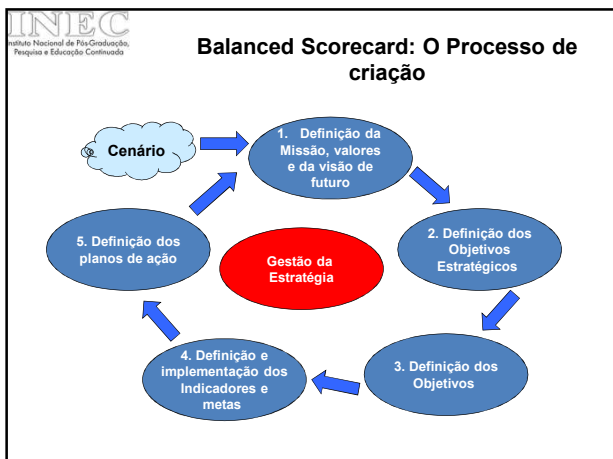 INEC
Instituto Nacional de Pós-Graduação,
Pesquisa e Educação Continuada
Balanced Scorecard: O Processo de
criação
Cenário
1. Definição da
Missão, valores
e da visão de
futuro
2. Definição dos
Objetivos
Estratégicos
3. Definição dos
Objetivos
4. Definição e
implementação dos
Indicadores e
metas
5. Definição dos
planos de ação
Gestão da
Estratégia